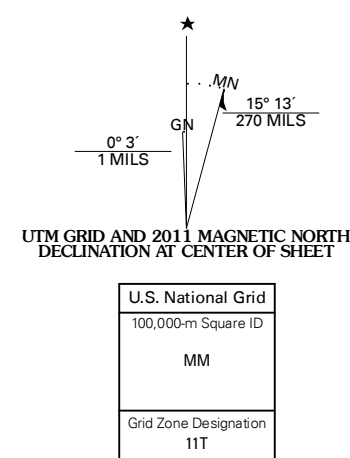 MN
15° 13´
270 MILS
GN
0° 3´
1 MILS
UTM GRID AND 2011 MAGNETIC NORTH
DECLINATION AT CENTER OF SHEET
U.S. National Grid
100,000-m Square ID
MM
Grid Zone Designation
11T